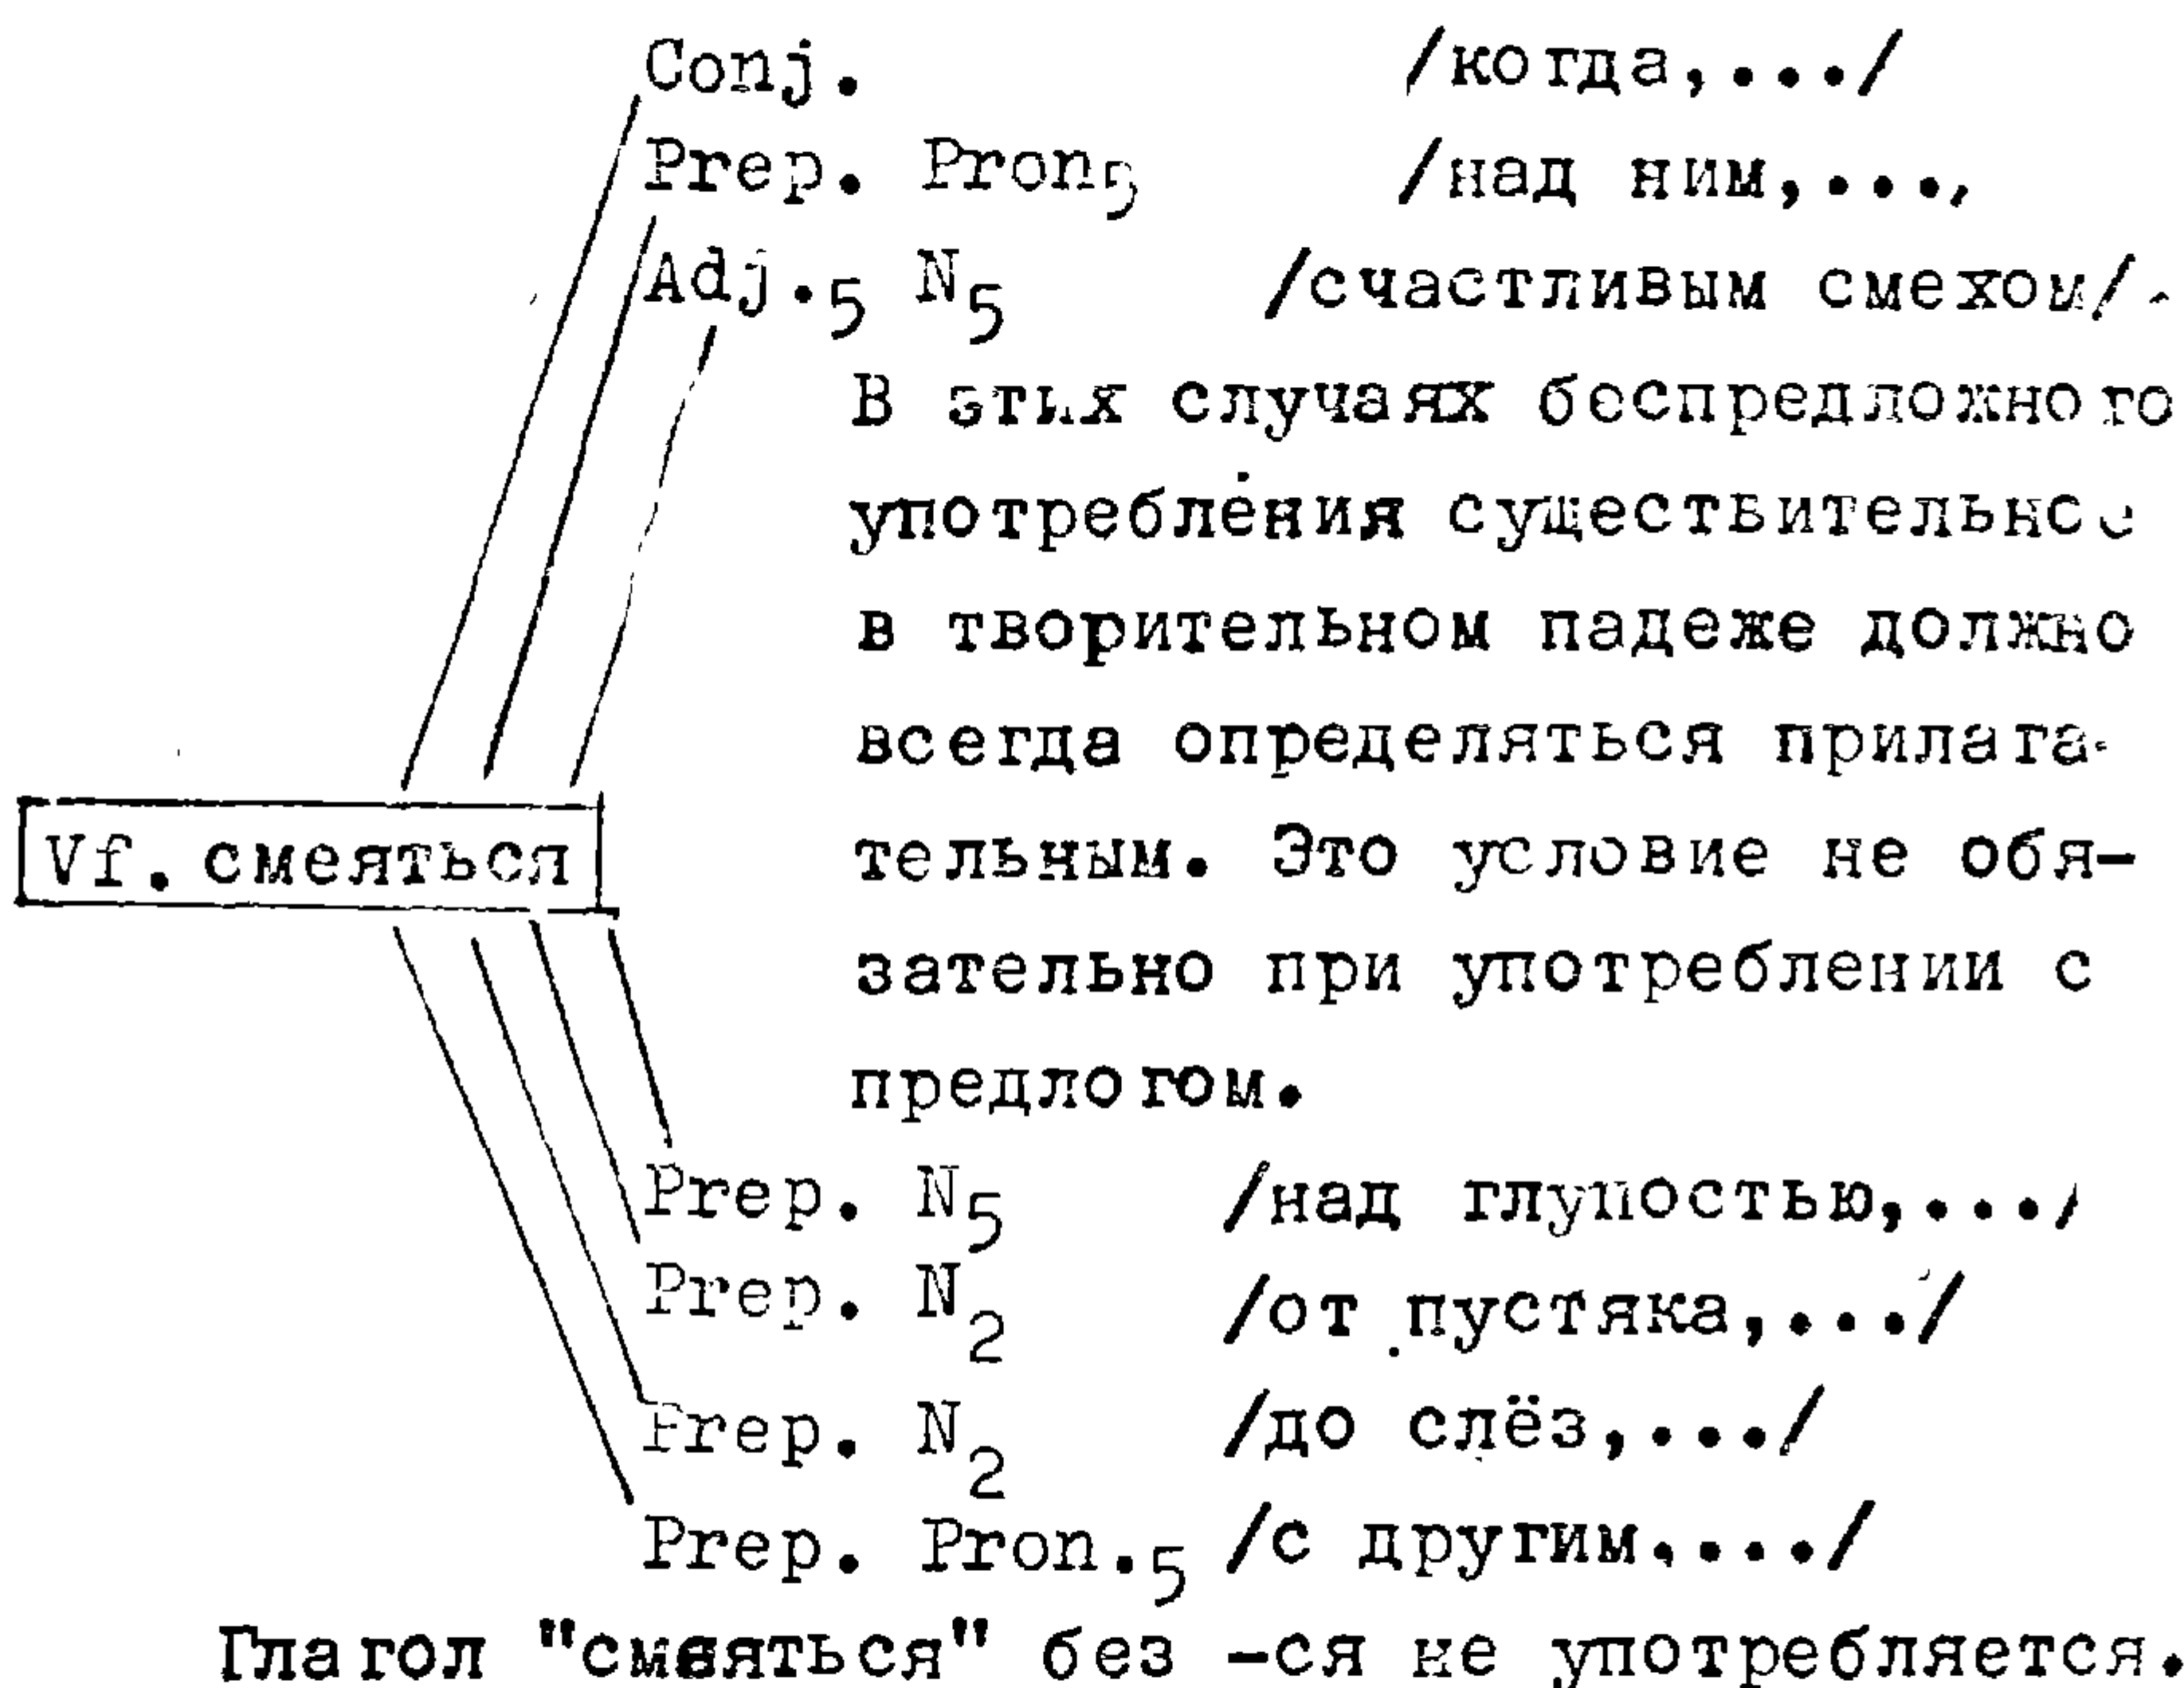 Conj. /когда,.../
Prep. Pron5 /над ним,.../
Adj.5 N5 /счастливым смехом/.
В этих случаях беспредложного
употребления существительное
в творительном падеже должно
всегда определяться прилага-
Vf. смеяться тельным. Это условие не обя-
зательно при употреблении с
предлогом.
Prep. N5 /над глупостью,.../
Prep. N2 /от пустяка,.../
Prep. N2 /до слёз,.../
Prep. Pron.5 /с другим,.../
Глагол "смеяться" без -ся не употребляется.